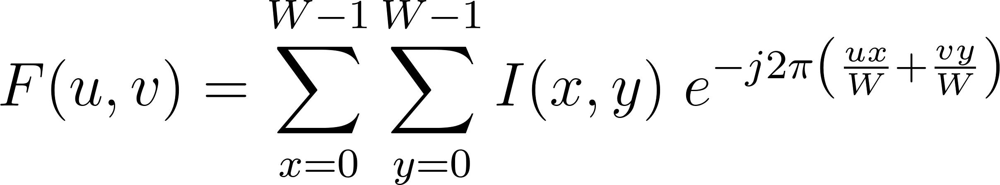 F(u, v) = \sum_{x=0}^{W-1} \sum_{y=0}^{W-1} I(x, y) e^{-j2\pi\left(\frac{ux}{W}+\frac{vy}{W}\right)}